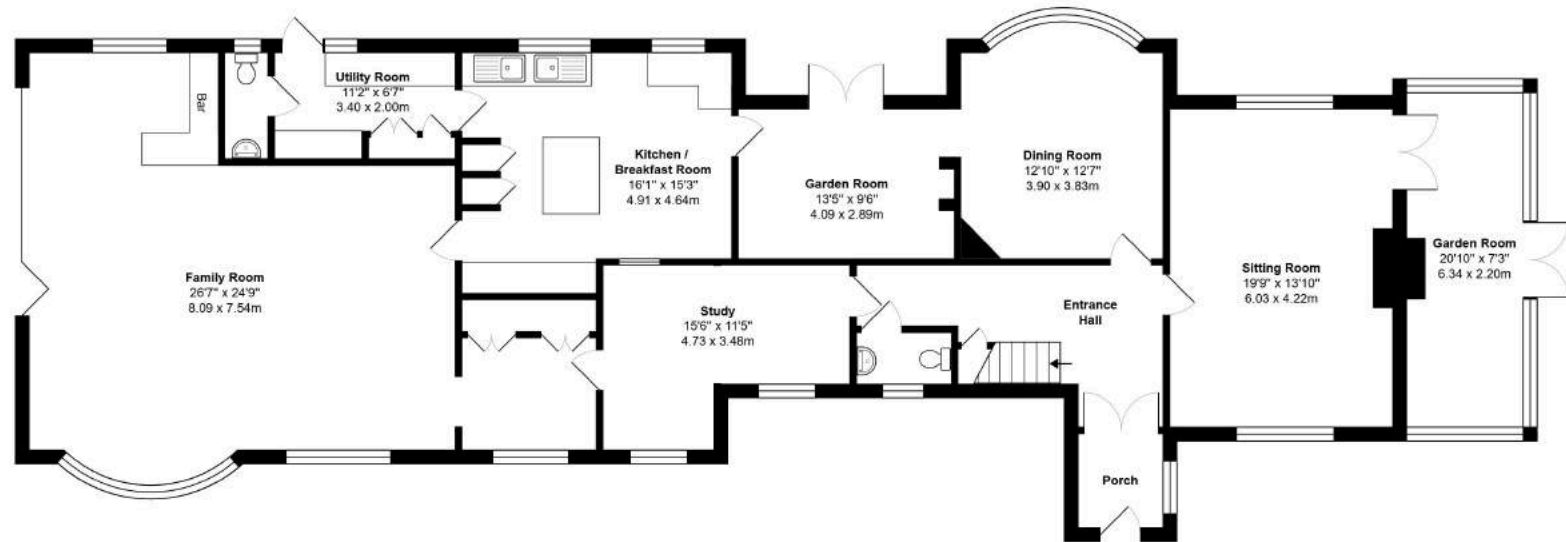 Bar
Utility Room
11'2" x 6'7"
3.40 x 2.00m
Kitchen /
Breakfast Room
16'1" x 15'3"
4.91 x 4.64m
Garden Room
13'5" x 9'6"
4.09 x 2.89m
Dining Room
12'10" x 12'7"
3.90 x 3.83m
Family Room
26'7" x 24'9"
8.09 x 7.54m
Study
15'6" x 11'5"
4.73 x 3.48m
Entrance
Hall
Sitting Room
19'9" x 13'10"
6.03 x 4.22m
Garden Room
20'10" x 7'3"
6.34 x 2.20m
Porch